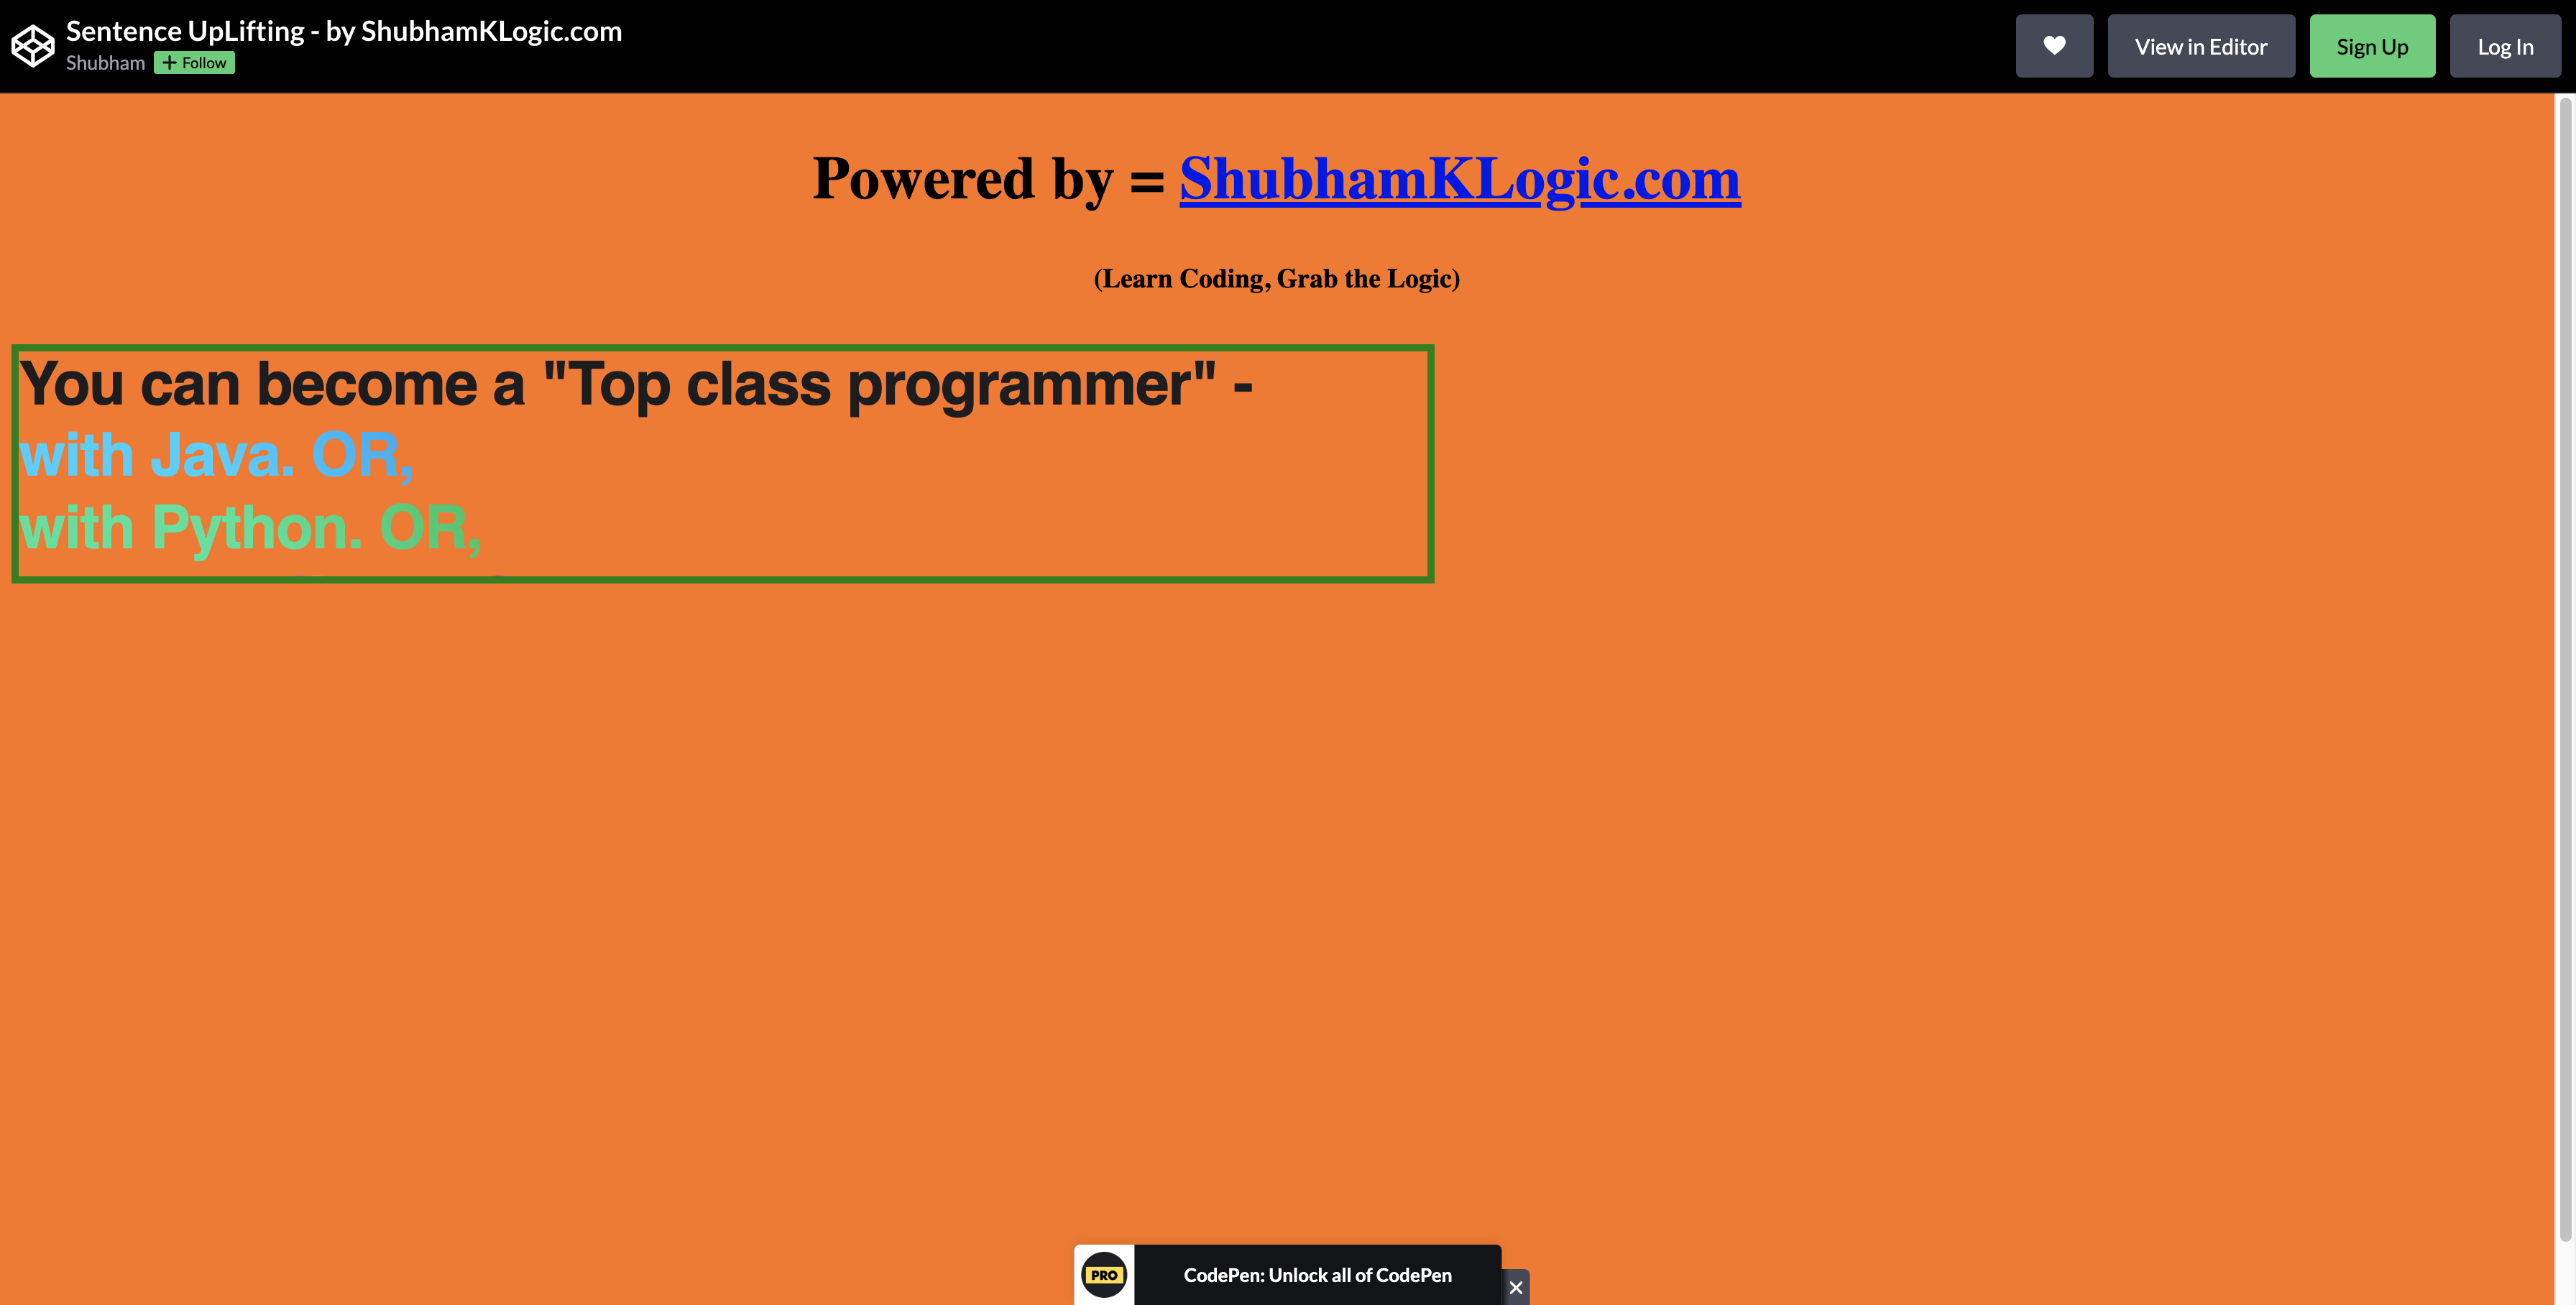 Sentence UpLifting - by ShubhamKLogic.com
Shubham + Follow
View in Editor
Sign Up
Log In
Powered by = ShubhamKLogic.com
(Learn Coding, Grab the Logic)
You can become a "Top class programmer" -
with Java. OR,
with Python. OR,
PRO
CodePen: Unlock all of CodePen